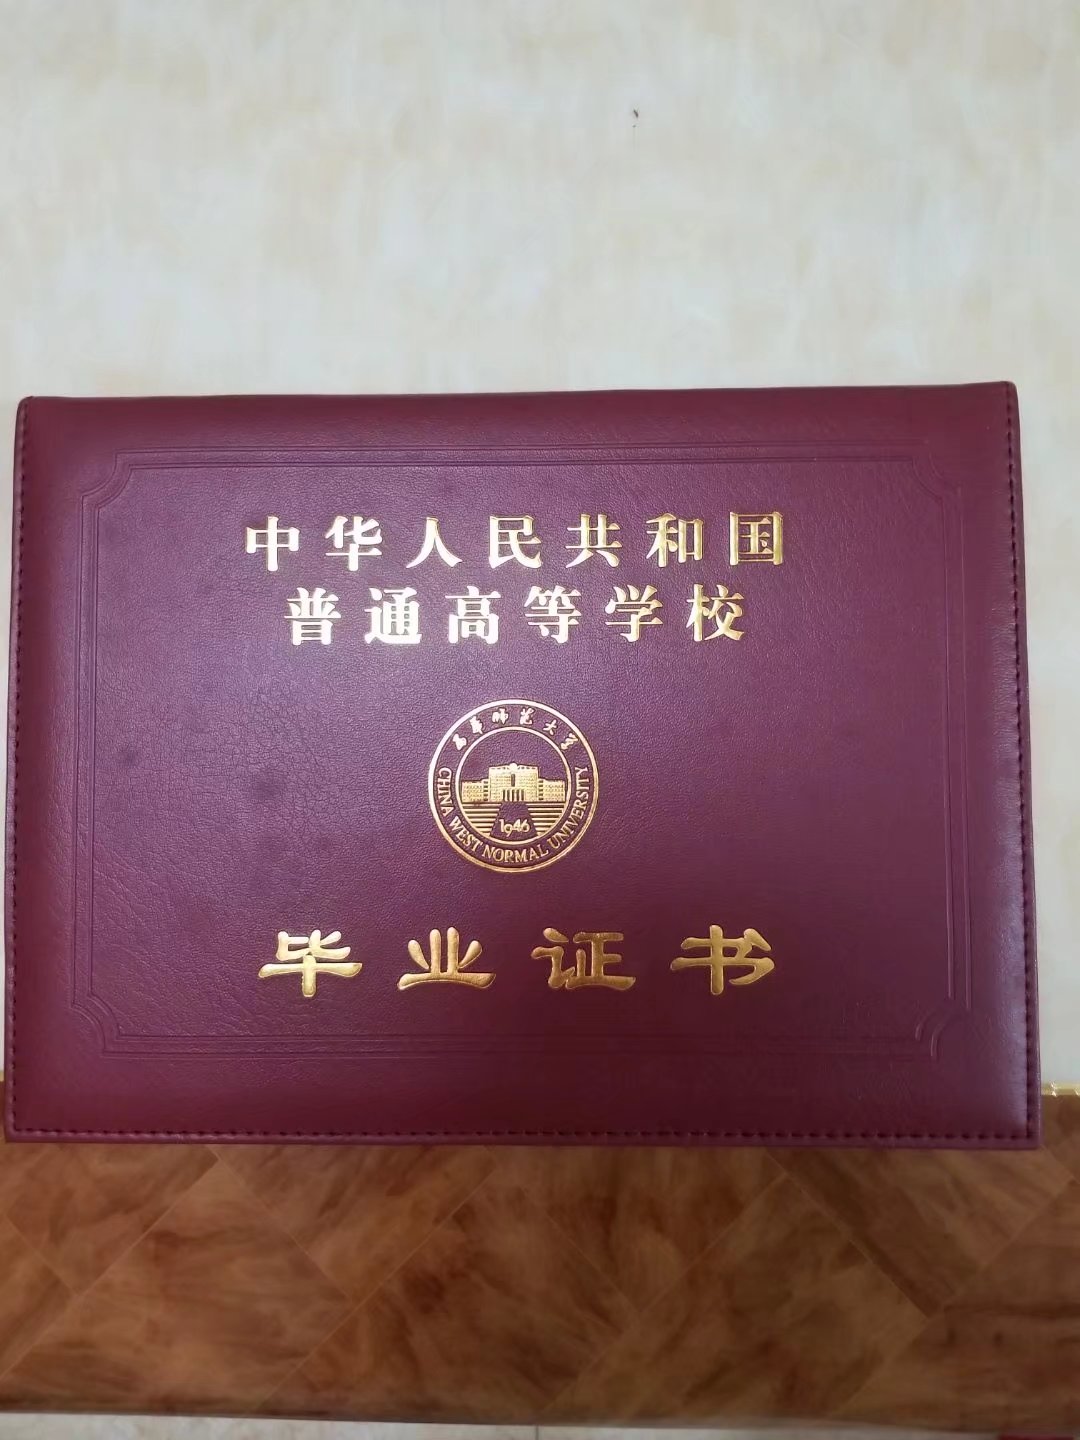 中华人民共和国
普通高等学校
西华师范大学
CHINA WEST NORMAL UNIVERSITY
1946
毕业证书